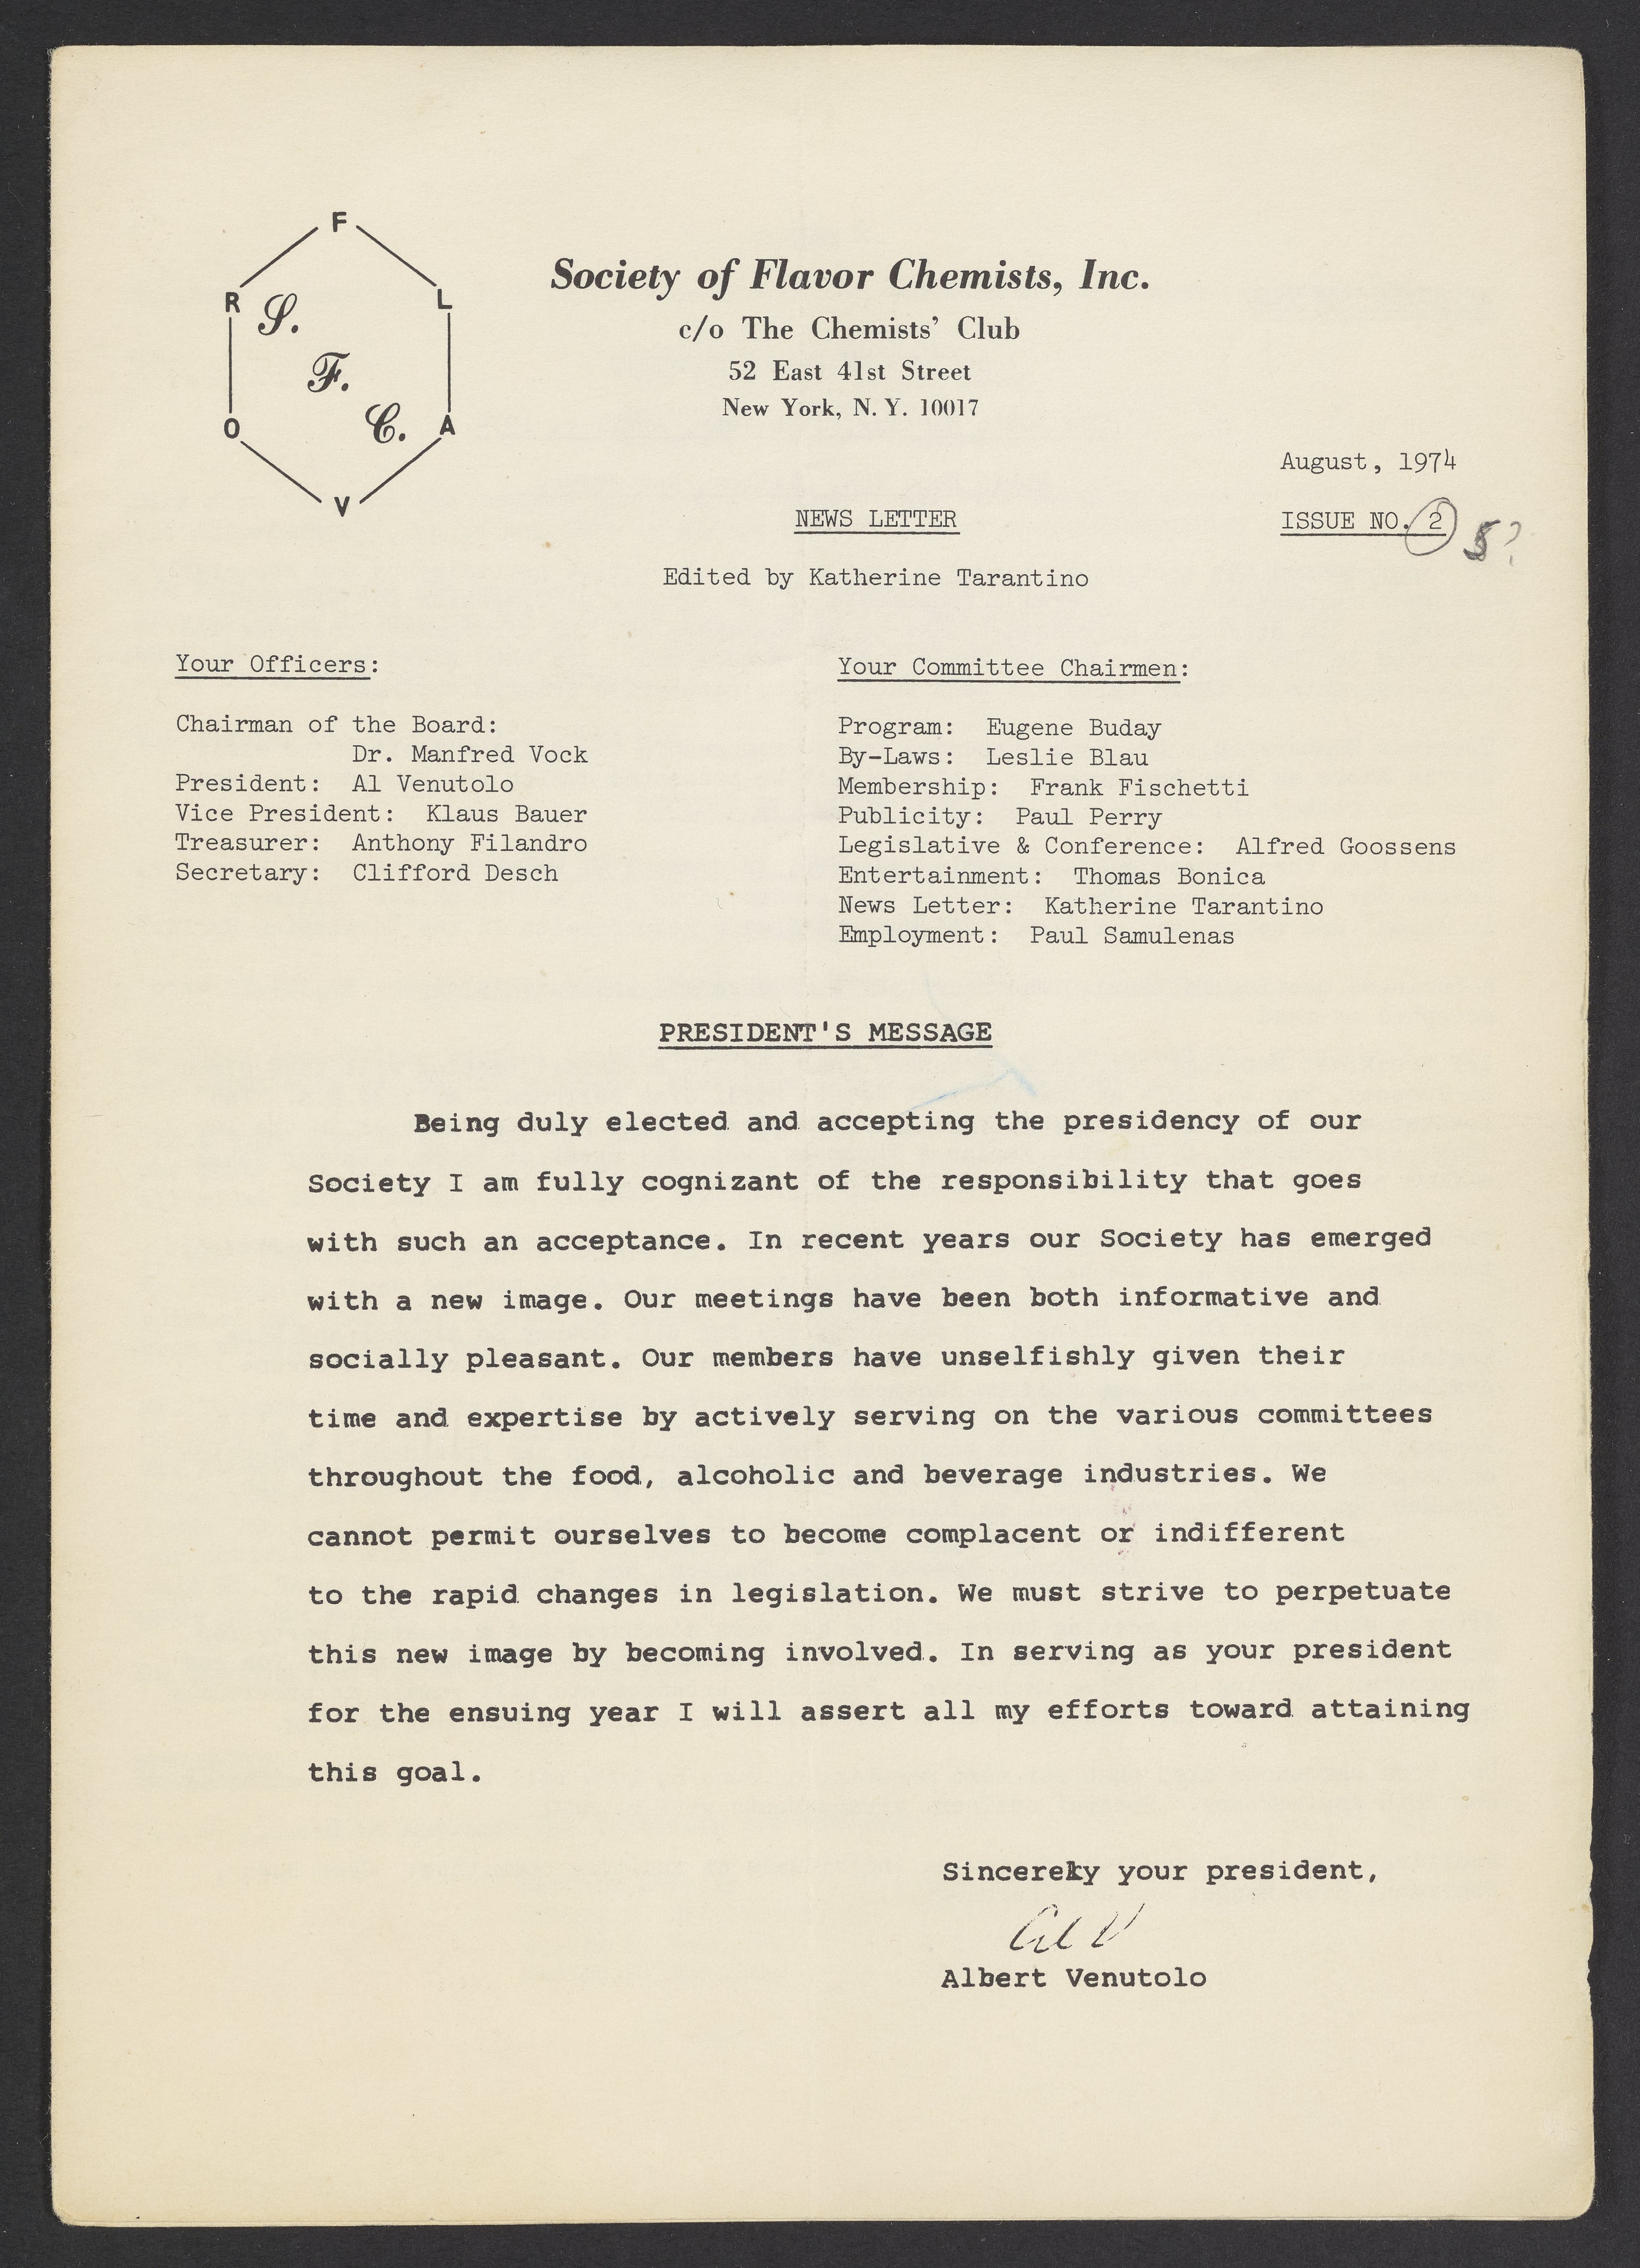 F
R L
S.
F.
C.
O A
V
Society of Flavor Chemists, Inc.
c/o The Chemists' Club
52 East 41st Street
New York, N. Y. 10017
August, 1974
NEWS LETTER
ISSUE NO. 2
5?
Edited by Katherine Tarantino
Your Officers:
Chairman of the Board:
Dr. Manfred Vock
President: Al Venutolo
Vice President: Klaus Bauer
Treasurer: Anthony Filandro
Secretary: Clifford Desch
Your Committee Chairmen:
Program: Eugene Buday
By-Laws: Leslie Blau
Membership: Frank Fischetti
Publicity: Paul Perry
Legislative & Conference: Alfred Goossens
Entertainment: Thomas Bonica
News Letter: Katherine Tarantino
Employment: Paul Samulenas
PRESIDENT'S MESSAGE
Being duly elected and accepting the presidency of our
Society I am fully cognizant of the responsibility that goes
with such an acceptance. In recent years our Society has emerged
with a new image. Our meetings have been both informative and
socially pleasant. Our members have unselfishly given their
time and expertise by actively serving on the various committees
throughout the food, alcoholic and beverage industries. We
cannot permit ourselves to become complacent or indifferent
to the rapid changes in legislation. We must strive to perpetuate
this new image by becoming involved. In serving as your president
for the ensuing year I will assert all my efforts toward attaining
this goal.
Sincerely your president,
Al V
Albert Venutolo